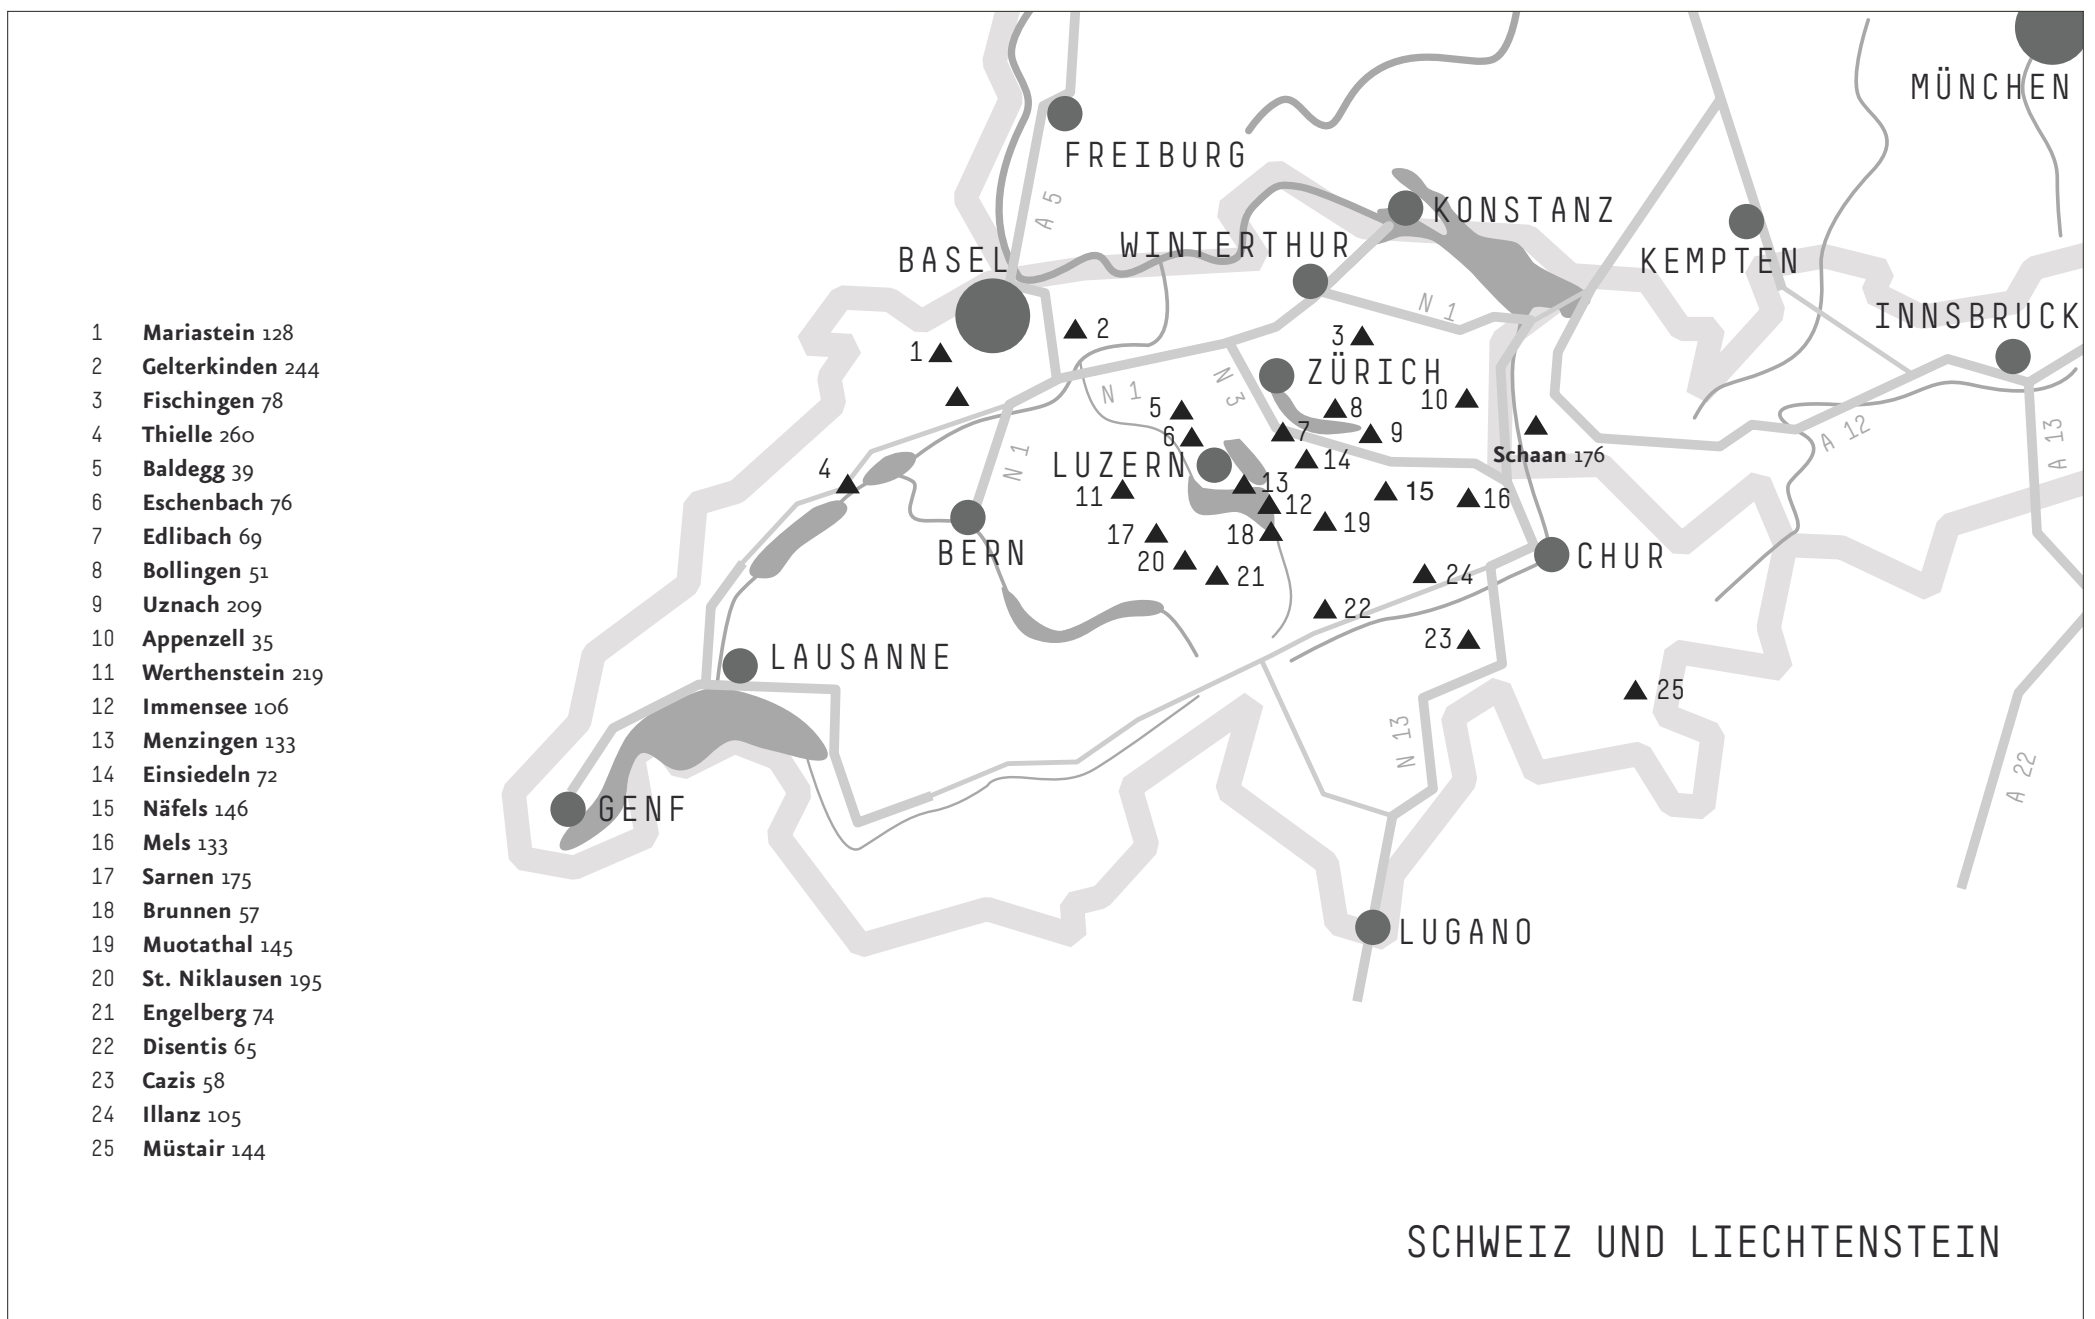 MÜNCHEN
FREIBURG
A 5
KONSTANZ
WINTERTHUR
BASEL
KEMPTEN
N 1
INNSBRUCK
1 Mariastein 128
2 Gelterkinden 244
3 Fischingen 78
4 Thielle 260
5 Baldegg 39
6 Eschenbach 76
7 Edlibach 69
8 Bollingen 51
9 Uznach 209
10 Appenzell 35
11 Werthenstein 219
12 Immensee 106
13 Menzingen 133
14 Einsiedeln 72
15 Näfels 146
16 Mels 133
17 Sarnen 175
18 Brunnen 57
19 Muotathal 145
20 St. Niklausen 195
21 Engelberg 74
22 Disentis 65
23 Cazis 58
24 Illanz 105
25 Müstair 144
2
3
1
ZÜRICH
N 1
N 3
10
5
8
6
7
9
A 12
A 13
Schaan 176
N 1
LUZERN
14
4
13
11
15
16
12
19
17
18
BERN
20
21
24
CHUR
22
23
LAUSANNE
25
N 13
A 22
GENF
LUGANO
SCHWEIZ UND LIECHTENSTEIN